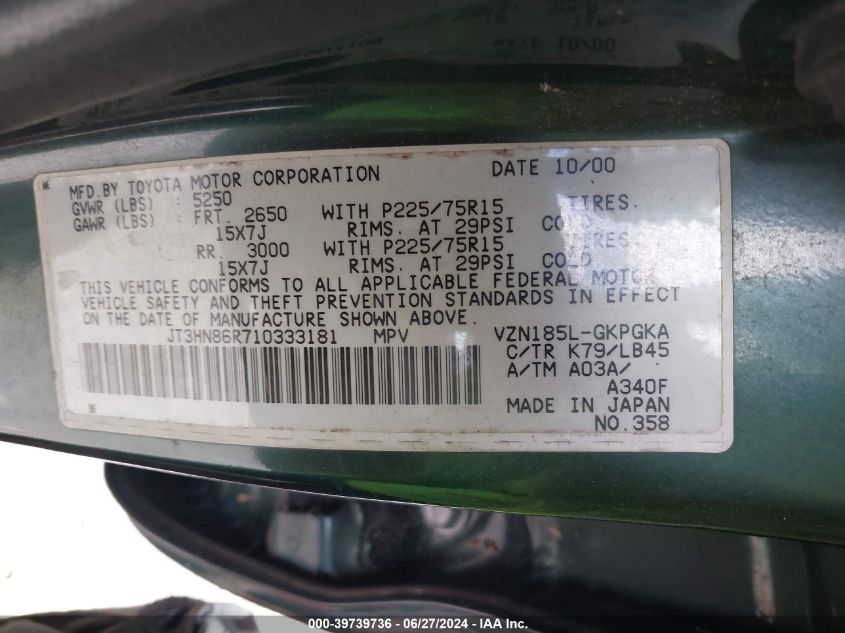 MFD.BY TOYOTA MOTOR CORPORATION DATE 10/00
GVWR (LBS) : 5250
GAWR (LBS) : FRT. 2650 WITH P225/75R15 TIRES.
15X7J RIMS. AT 29PSI COLD
RR. 3000 WITH P225/75R15 TIRES.
15X7J RIMS. AT 29PSI COLD
THIS VEHICLE CONFORMS TO ALL APPLICABLE FEDERAL MOTOR
VEHICLE SAFETY AND THEFT PREVENTION STANDARDS IN EFFECT
ON THE DATE OF MANUFACTURE SHOWN ABOVE.
JT3HN86R710333181 MPV VZN185L-GKPGKA
C/TR K79/LB45
A/TM A03A/
A340F
MADE IN JAPAN
NO.358
000-39739736 - 06/27/2024 - IAA Inc.